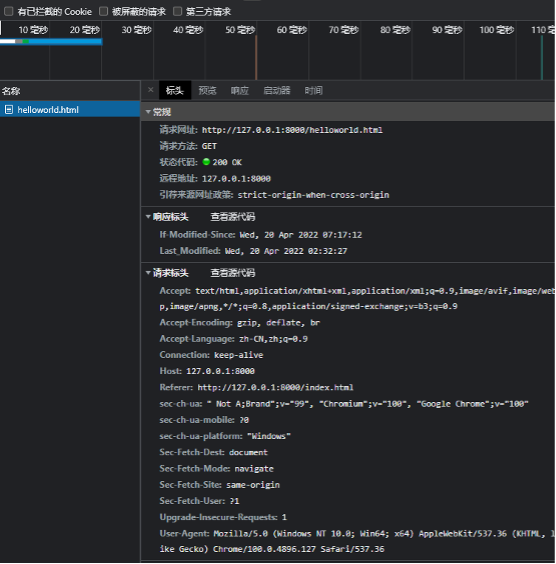 有已拦截的 Cookie 被屏蔽的请求 第三方请求
10 毫秒 20 毫秒 30 毫秒 40 毫秒 50 毫秒 60 毫秒 70 毫秒 80 毫秒 90 毫秒 100 毫秒 110 毫
名称
× 标头 预览 响应 启动器 时间
helloworld.html
常规
请求网址: http://127.0.0.1:8000/helloworld.html
请求方法: GET
状态代码: 200 OK
远程地址: 127.0.0.1:8000
引荐来源网址政策: strict-origin-when-cross-origin
响应标头 查看源代码
If-Modified-Since: Wed, 20 Apr 2022 07:17:12
Last_Modified: Wed, 20 Apr 2022 02:32:27
请求标头 查看源代码
Accept: text/html,application/xhtml+xml,application/xml;q=0.9,image/avif,image/web
p,image/apng,*/*;q=0.8,application/signed-exchange;v=b3;q=0.9
Accept-Encoding: gzip, deflate, br
Accept-Language: zh-CN,zh;q=0.9
Connection: keep-alive
Host: 127.0.0.1:8000
Referer: http://127.0.0.1:8000/index.html
sec-ch-ua: " Not A;Brand";v="99", "Chromium";v="100", "Google Chrome";v="100"
sec-ch-ua-mobile: ?0
sec-ch-ua-platform: "Windows"
Sec-Fetch-Dest: document
Sec-Fetch-Mode: navigate
Sec-Fetch-Site: same-origin
Sec-Fetch-User: ?1
Upgrade-Insecure-Requests: 1
User-Agent: Mozilla/5.0 (Windows NT 10.0; Win64; x64) AppleWebKit/537.36 (KHTML, l
ike Gecko) Chrome/100.0.4896.127 Safari/537.36